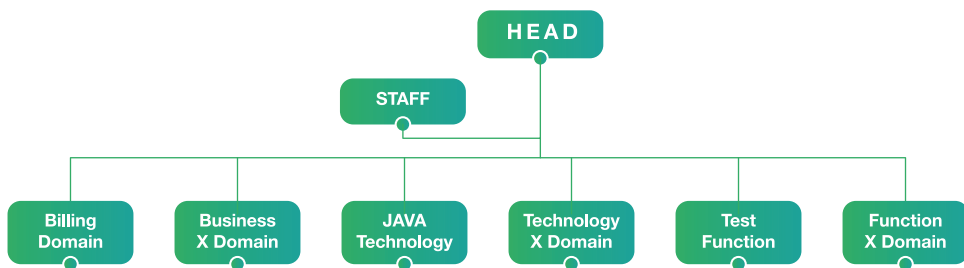 HEAD
STAFF
Billing
Domain
Business
X Domain
JAVA
Technology
Technology
X Domain
Test
Function
Function
X Domain